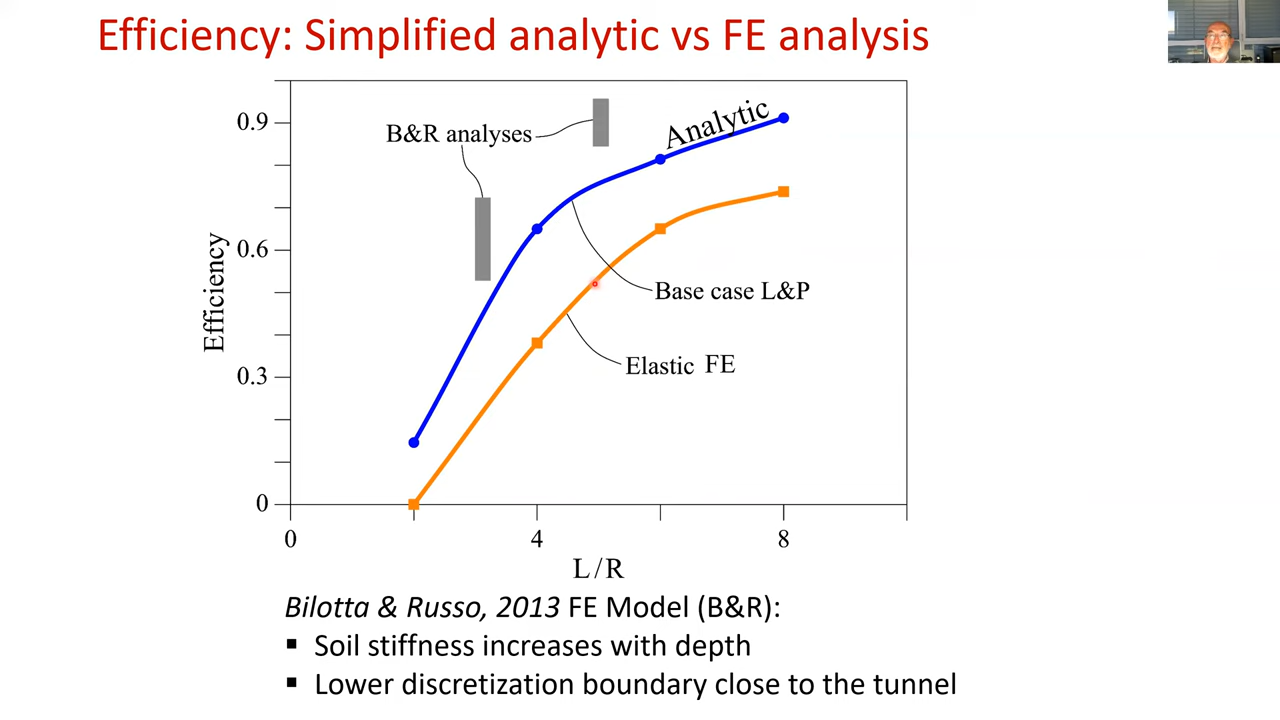 Efficiency: Simplified analytic vs FE analysis
0.9
B&R analyses
Analytic
0.6
Efficiency
Base case L&P
Elastic FE
0.3
0
0
4
8
L/R
Bilotta & Russo, 2013 FE Model (B&R):
▪ Soil stiffness increases with depth
▪ Lower discretization boundary close to the tunnel